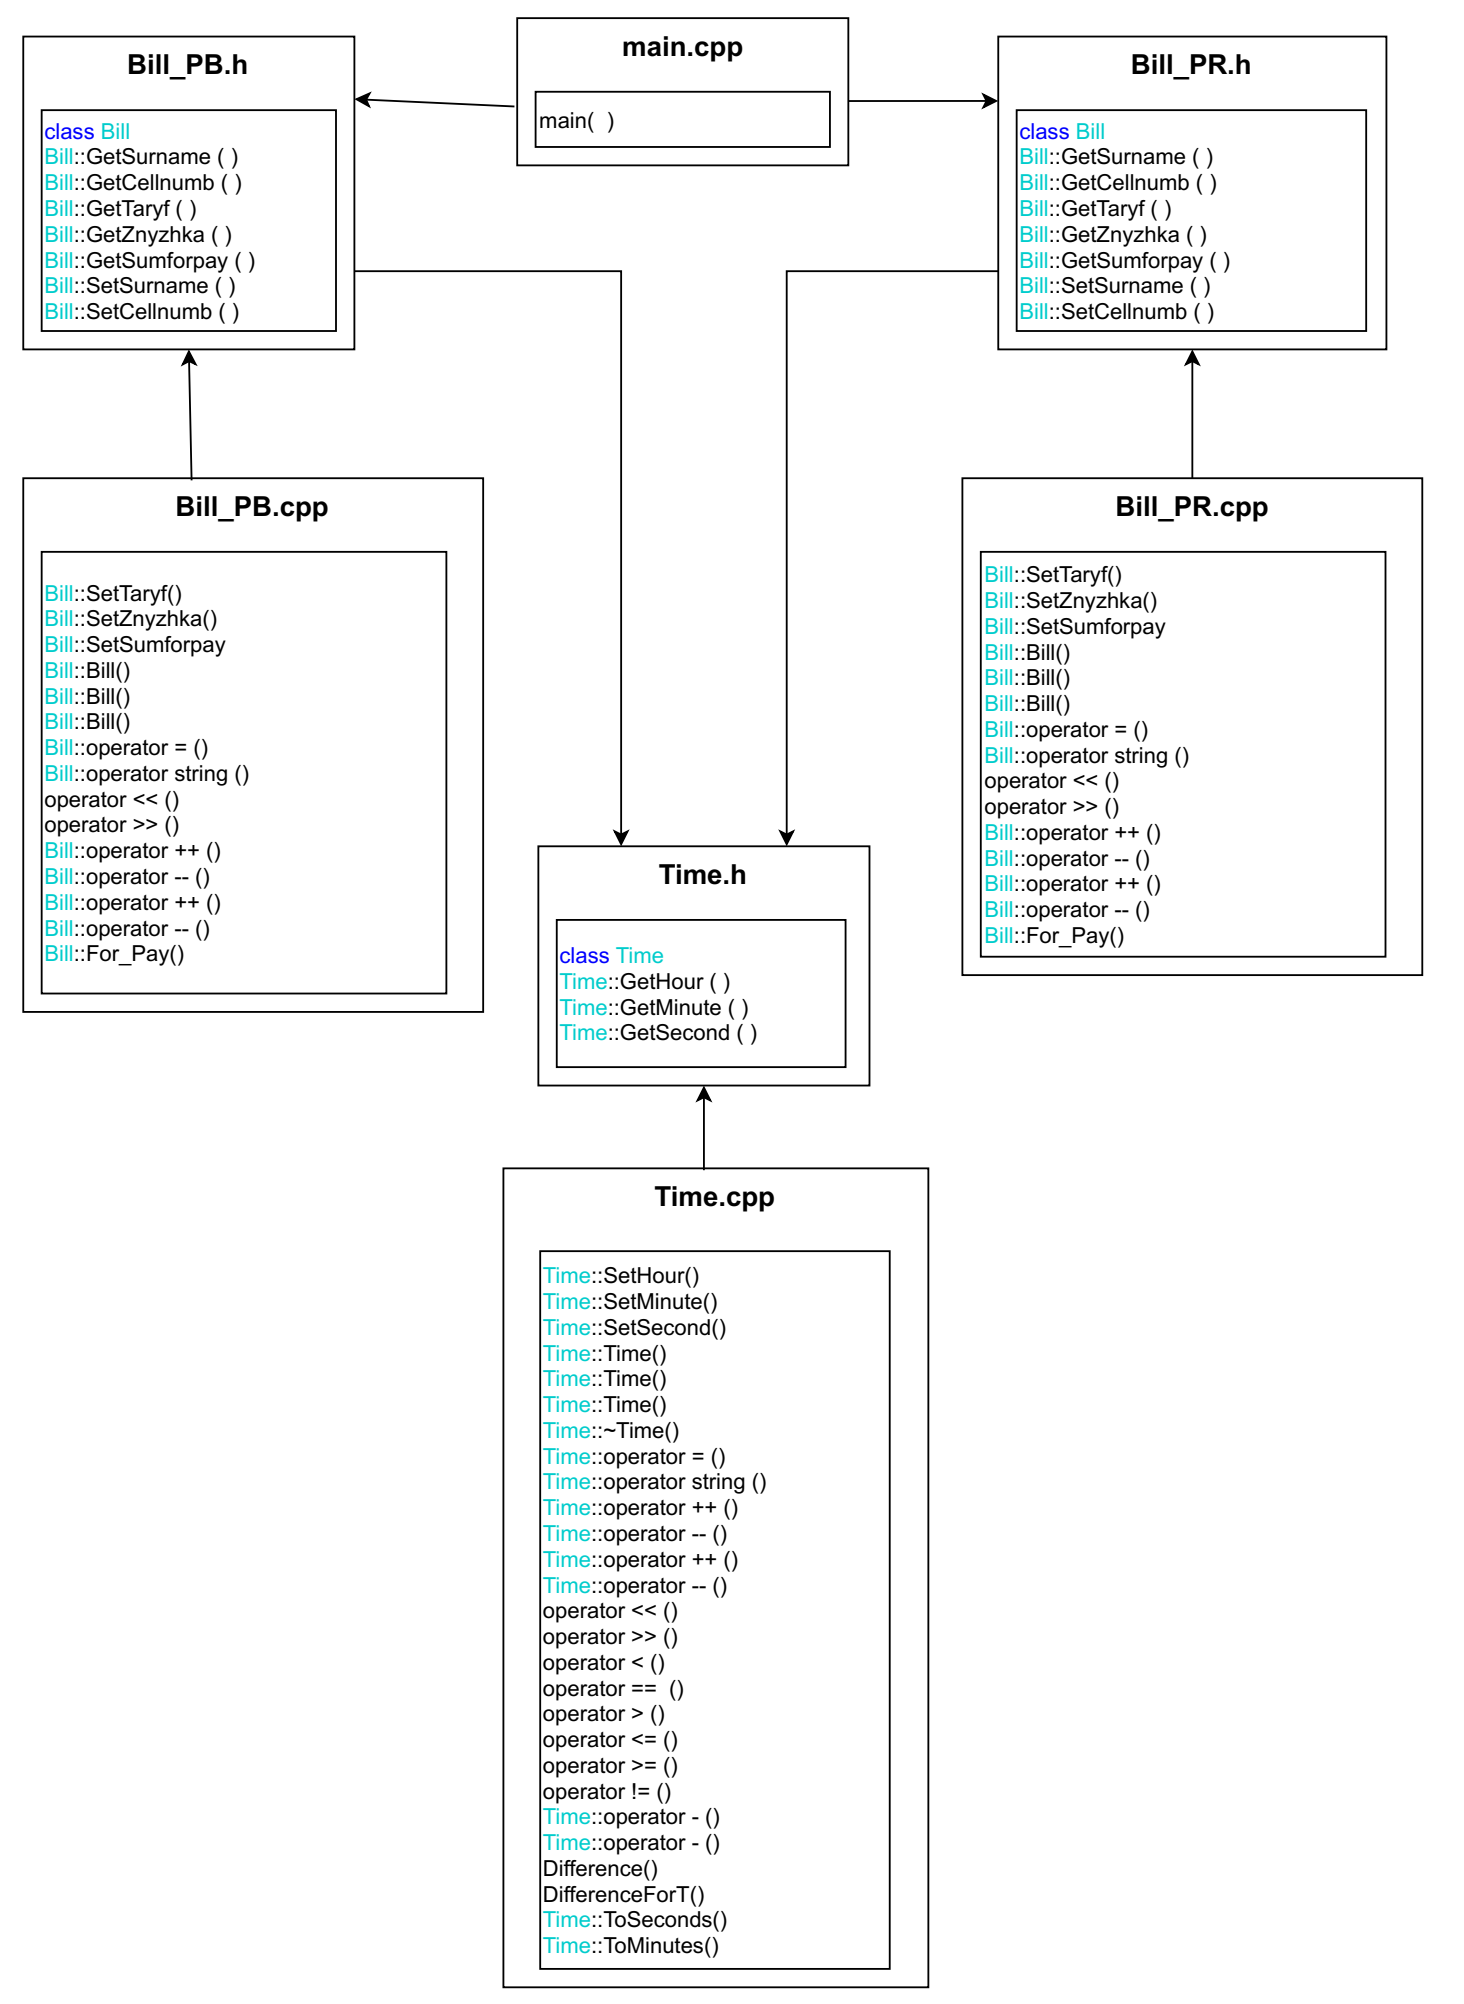 Bill_PB.h
class Bill
Bill::GetSurname ( )
Bill::GetCellnumb ( )
Bill::GetTaryf ( )
Bill::GetZnyzhka ( )
Bill::GetSumforpay ( )
Bill::SetSurname ( )
Bill::SetCellnumb ( )
main.cpp
main(  )
Bill_PR.h
class Bill
Bill::GetSurname ( )
Bill::GetCellnumb ( )
Bill::GetTaryf ( )
Bill::GetZnyzhka ( )
Bill::GetSumforpay ( )
Bill::SetSurname ( )
Bill::SetCellnumb ( )
Bill_PB.cpp
Bill::SetTaryf()
Bill::SetZnyzhka()
Bill::SetSumforpay
Bill::Bill()
Bill::Bill()
Bill::Bill()
Bill::operator = ()
Bill::operator string ()
operator << ()
operator >> ()
Bill::operator ++ ()
Bill::operator -- ()
Bill::operator ++ ()
Bill::operator -- ()
Bill::For_Pay()
Bill_PR.cpp
Bill::SetTaryf()
Bill::SetZnyzhka()
Bill::SetSumforpay
Bill::Bill()
Bill::Bill()
Bill::Bill()
Bill::operator = ()
Bill::operator string ()
operator << ()
operator >> ()
Bill::operator ++ ()
Bill::operator -- ()
Bill::operator ++ ()
Bill::operator -- ()
Bill::For_Pay()
Time.h
class Time
Time::GetHour ( )
Time::GetMinute ( )
Time::GetSecond ( )
Time.cpp
Time::SetHour()
Time::SetMinute()
Time::SetSecond()
Time::Time()
Time::Time()
Time::Time()
Time::~Time()
Time::operator = ()
Time::operator string ()
Time::operator ++ ()
Time::operator -- ()
Time::operator ++ ()
Time::operator -- ()
operator << ()
operator >> ()
operator < ()
operator ==  ()
operator > ()
operator <= ()
operator >= ()
operator != ()
Time::operator - ()
Time::operator - ()
Difference()
DifferenceForT()
Time::ToSeconds()
Time::ToMinutes()